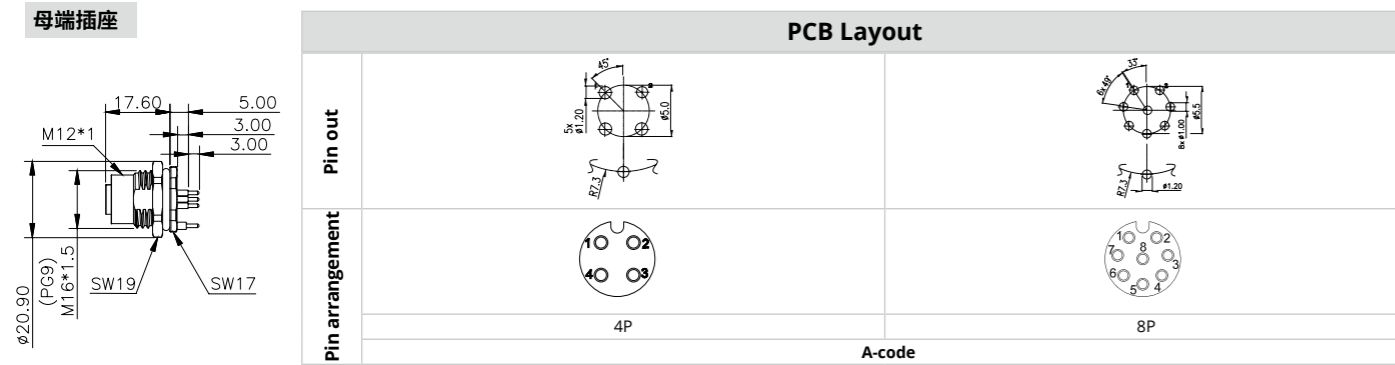 母端插座
17.60
5.00
3.00
3.00
M12*1
ø20.90
(PG9)
M16*1.5
SW19
SW17
PCB Layout
Pin out
45°
5x
ø1.20
ø5.0
R7.3
33°
6x 49°
ø5.5
8x ø1.00
R7.3
ø1.20
Pin arrangement
1 2
4 3
1 2
7 8 3
6 4
5
4P 8P
A-code